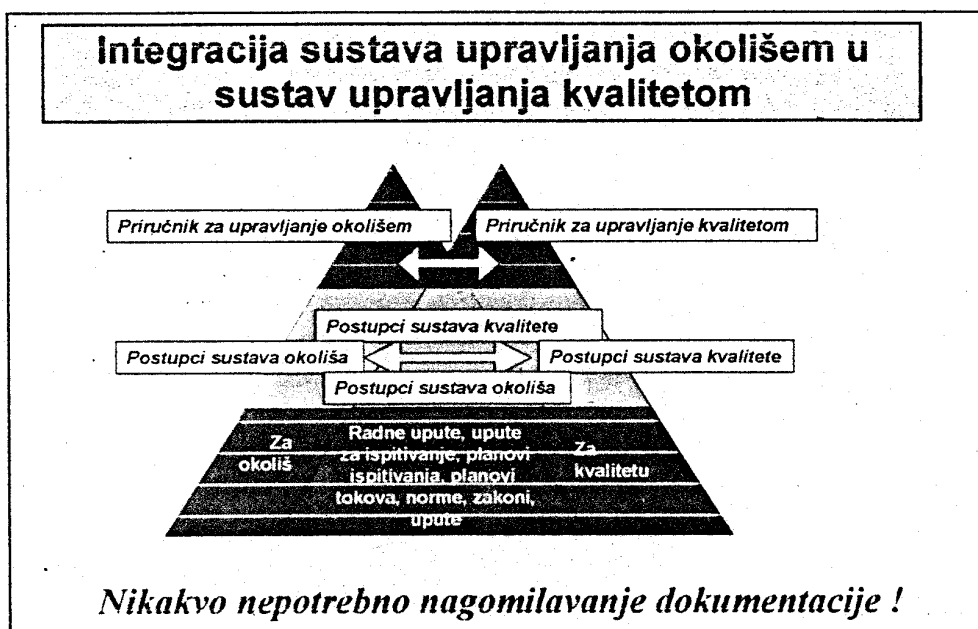 Integracija sustava upravljanja okolišem u
sustav upravljanja kvalitetom
Priručnik za upravljanje okolišem
Priručnik za upravljanje kvalitetom
Postupci sustava kvalitete
Postupci sustava okoliša
Postupci sustava kvalitete
Postupci sustava okoliša
Za
okoliš
Radne upute, upute
za ispitivanje, planovi
ispitivanja, planovi
tokova, norme, zakoni,
upute
Za
kvalitetu
Nikakvo nepotrebno nagomilavanje dokumentacije !